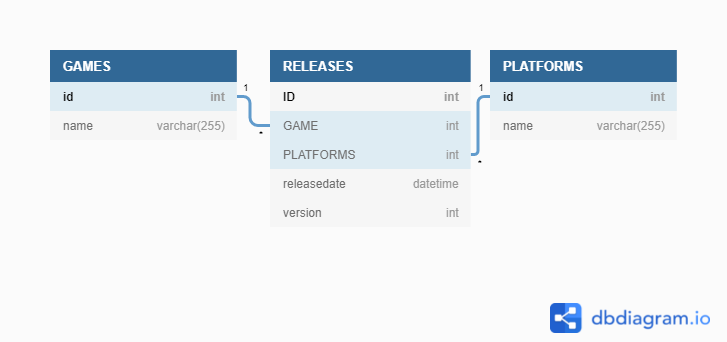 GAMES
id int
name varchar(255)
1
*
RELEASES
ID int
GAME int
PLATFORMS int
releasedate datetime
version int
1
*
PLATFORMS
id int
name varchar(255)
dbdiagram.io